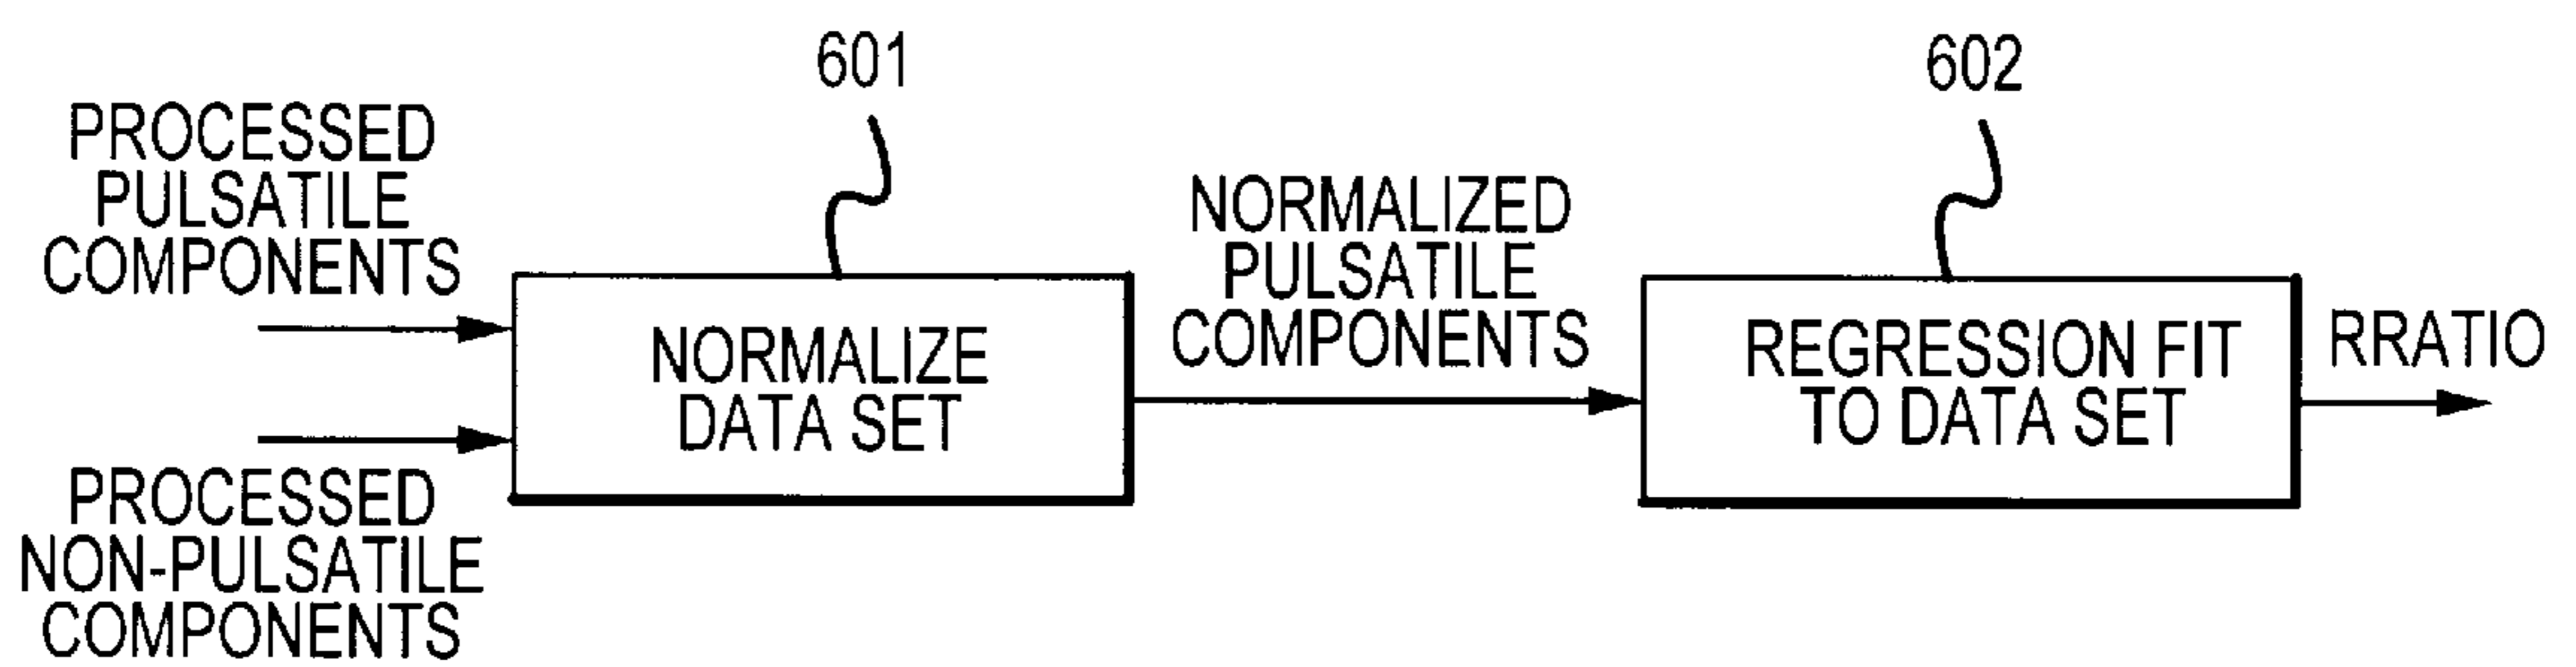 601
602
PROCESSED
PULSATILE
COMPONENTS
NORMALIZE
DATA SET
PROCESSED
NON-PULSATILE
COMPONENTS
NORMALIZED
PULSATILE
COMPONENTS
REGRESSION FIT
TO DATA SET
RRATIO